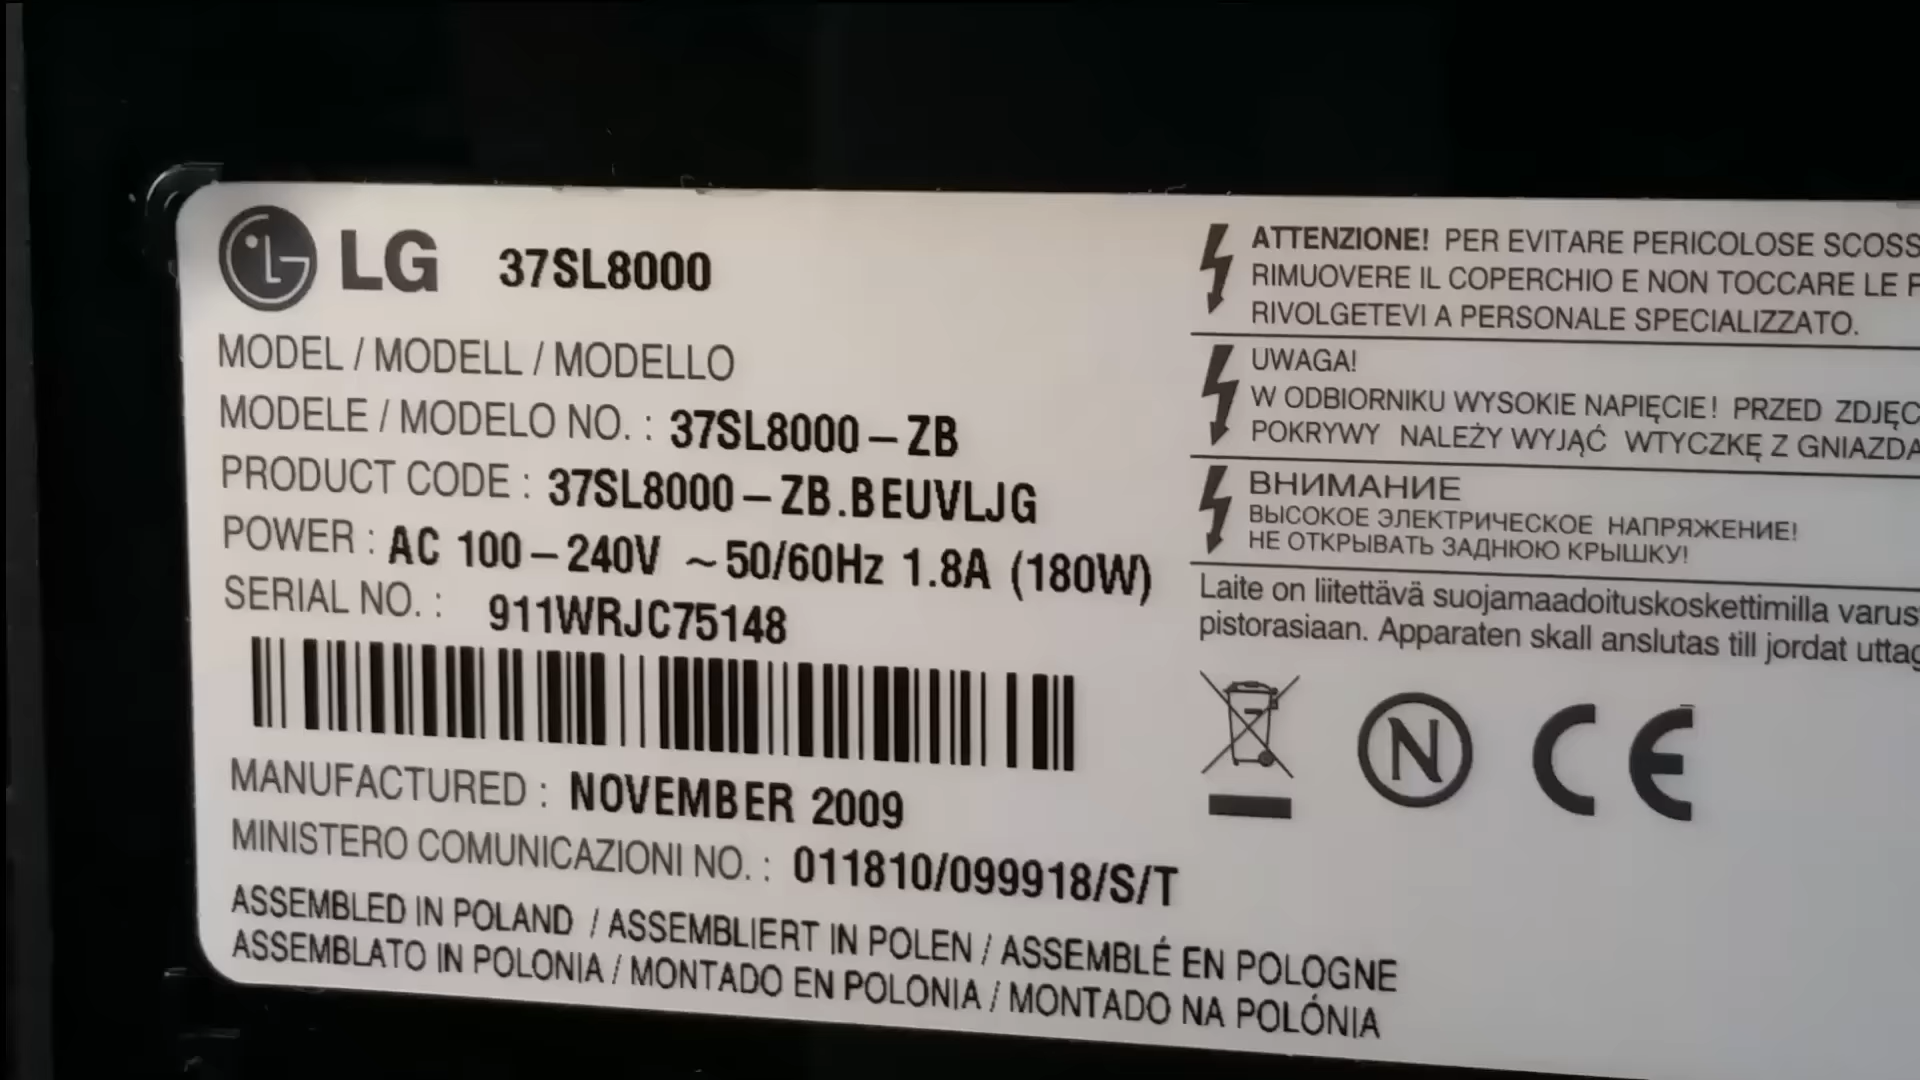 LG 37SL8000
MODEL / MODELL / MODELLO
MODELE / MODELO NO. : 37SL8000 – ZB
PRODUCT CODE : 37SL8000 – ZB.BEUVLJG
POWER : AC 100 – 240V ~ 50/60Hz 1.8A (180W)
SERIAL NO. : 911WRJC75148
MANUFACTURED : NOVEMBER 2009
MINISTERO COMUNICAZIONI NO. : 011810/099918/S/T
ASSEMBLED IN POLAND / ASSEMBLIERT IN POLEN / ASSEMBLÉ EN POLOGNE
ASSEMBLATO IN POLONIA / MONTADO EN POLONIA / MONTADO NA POLÓNIA
ATTENZIONE! PER EVITARE PERICOLOSE
RIMUOVERE IL COPERCHIO E NON TOCCARE LE
RIVOLGETEVI A PERSONALE SPECIALIZZATO.
UWAGA!
W ODBIORNIKU WYSOKIE NAPIĘCIE! PRZED
POKRYWY NALEŻY WYJĄĆ WTYCZKĘ Z GNIAZDA
ВНИМАНИЕ
ВЫСОКОЕ ЭЛЕКТРИЧЕСКОЕ НАПРЯЖЕНИЕ!
НЕ ОТКРЫВАТЬ ЗАДНЮЮ КРЫШКУ!
Laite on liitettävä suojamaadoituskoskettimilla
pistorasiaan. Apparaten skall anslutas till jordat
N CE